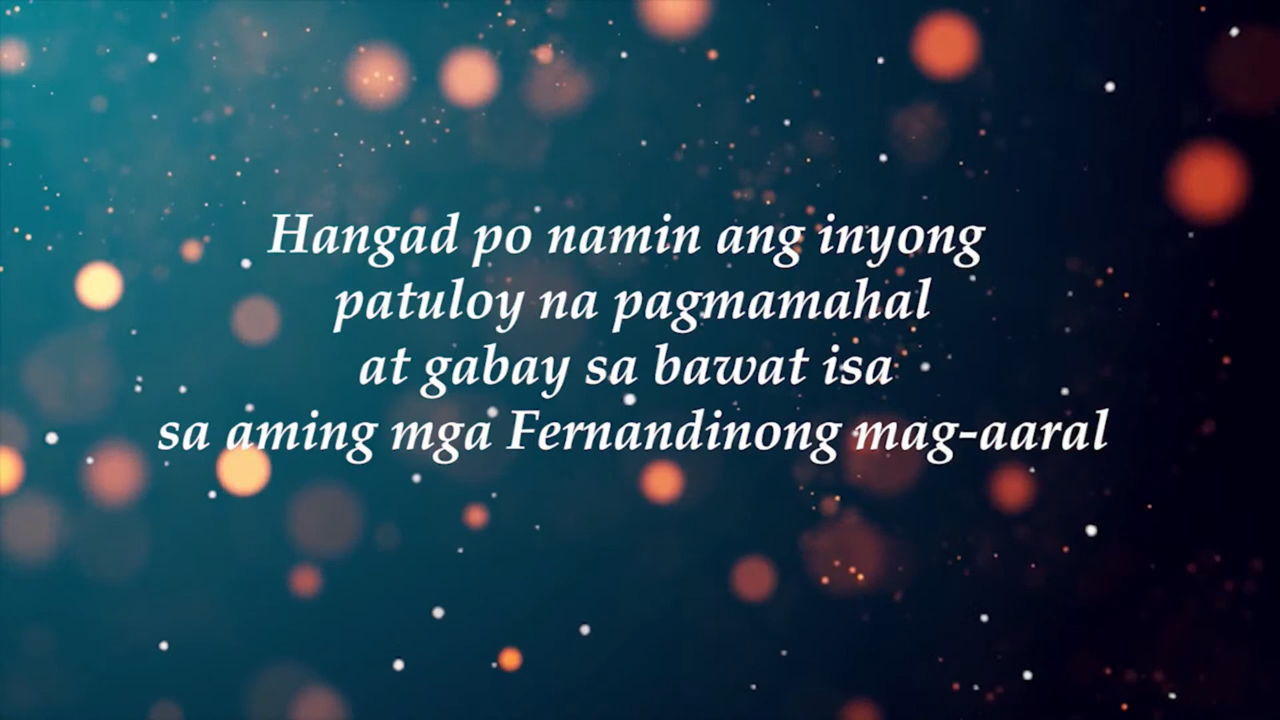 Hangad po namin ang inyong
patuloy na pagmamahal
at gabay sa bawat isa
sa aming mga Fernandinong mag-aaral